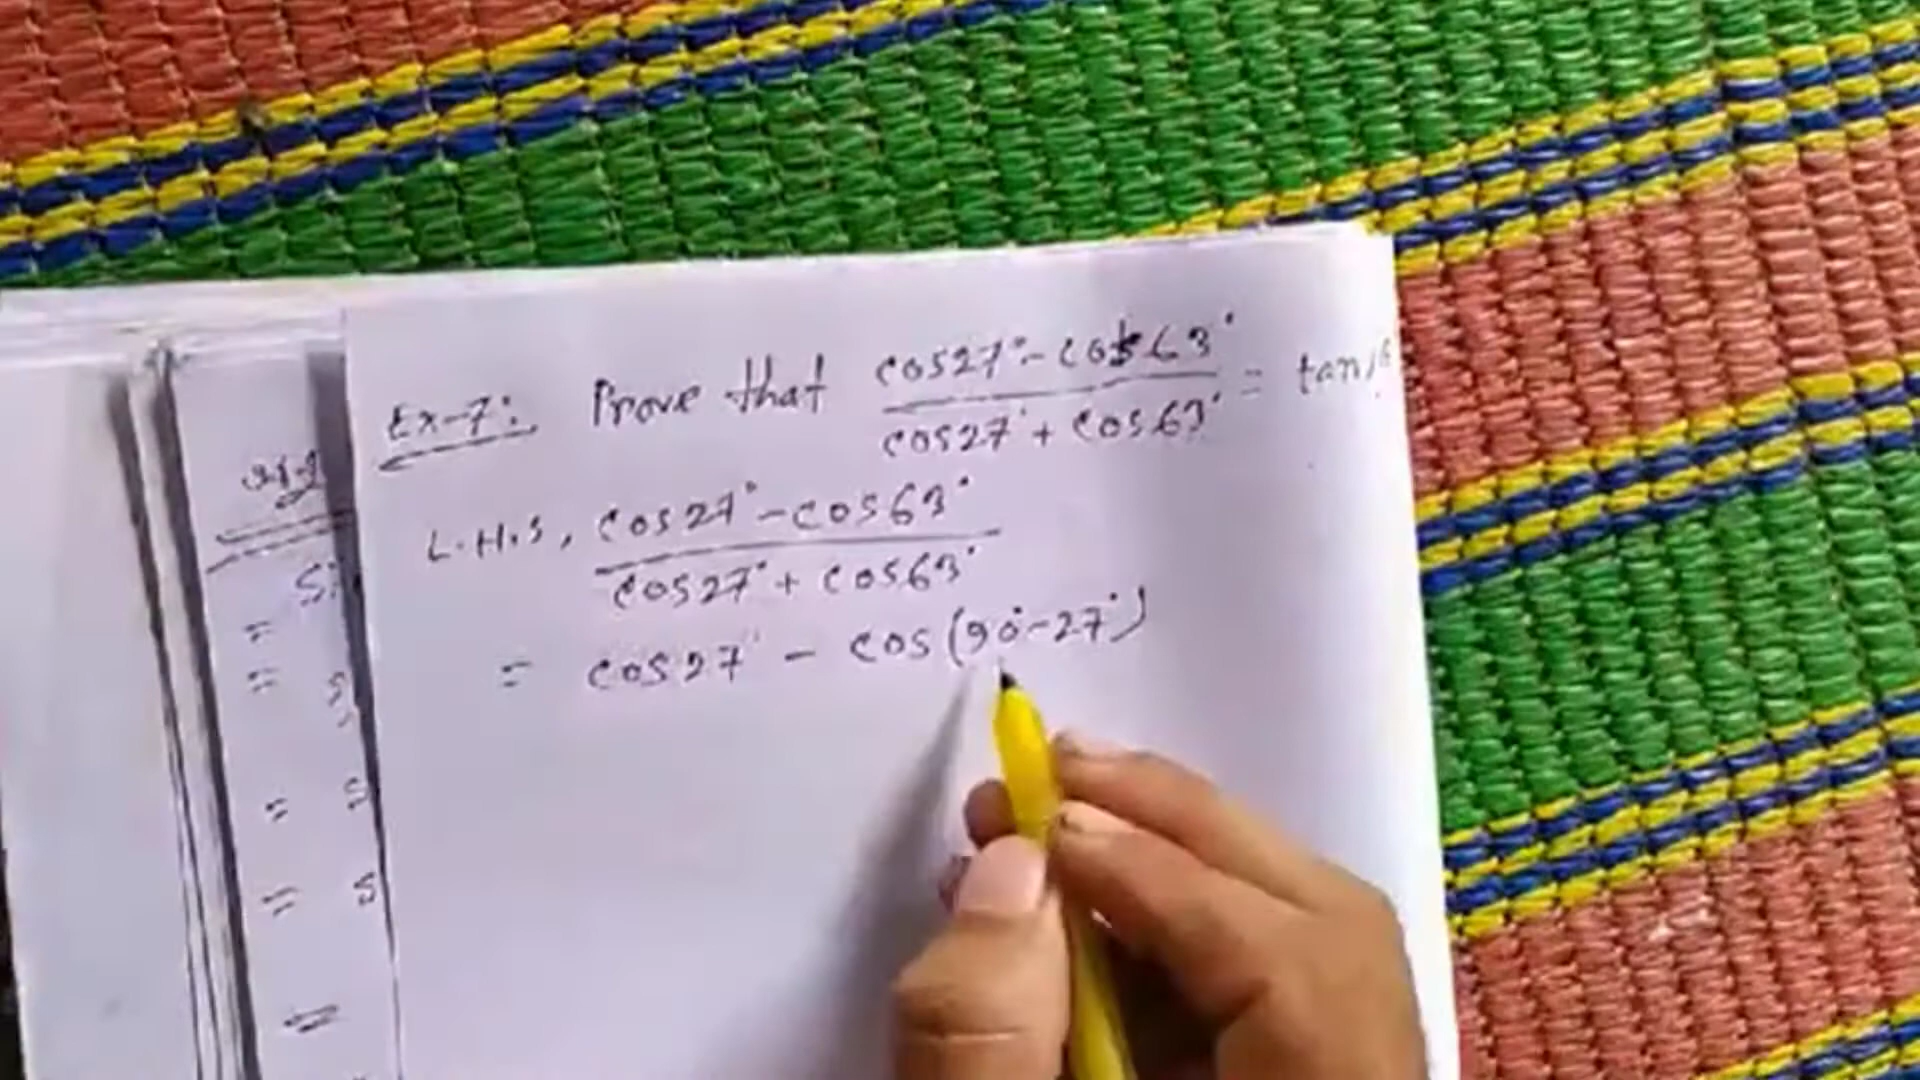 Ex-7: Prove that cos27° - cos63° / cos27° + cos63° = tan
L.H.S, cos27° - cos63° / cos27° + cos63°
= cos27° - cos(90° - 27°)